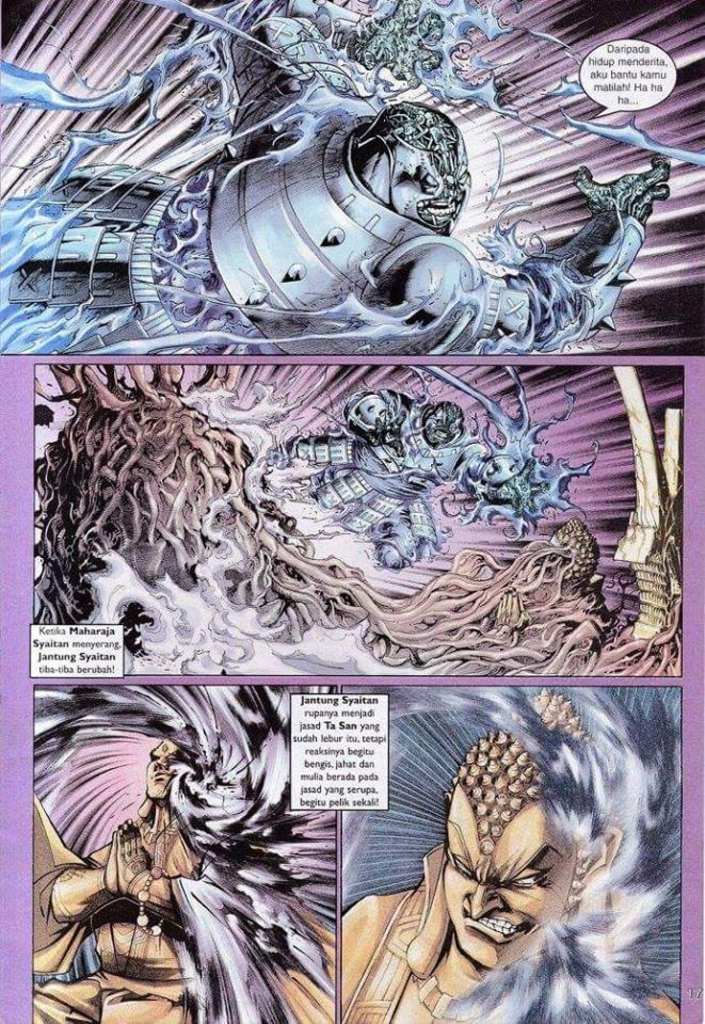 Daripada
hidup menderita,
aku bantu kamu
matilah! Ha ha
ha...
Ketika Maharaja
Syaitan menyerang,
Jantung Syaitan
tiba-tiba berubah!
Jantung Syaitan
rupanya menjadi
jasad Ta San yang
sudah lebur itu, tetapi
reaksinya begitu
bengis, jahat dan
mulia berada pada
jasad yang serupa,
begitu pelik sekali!
17